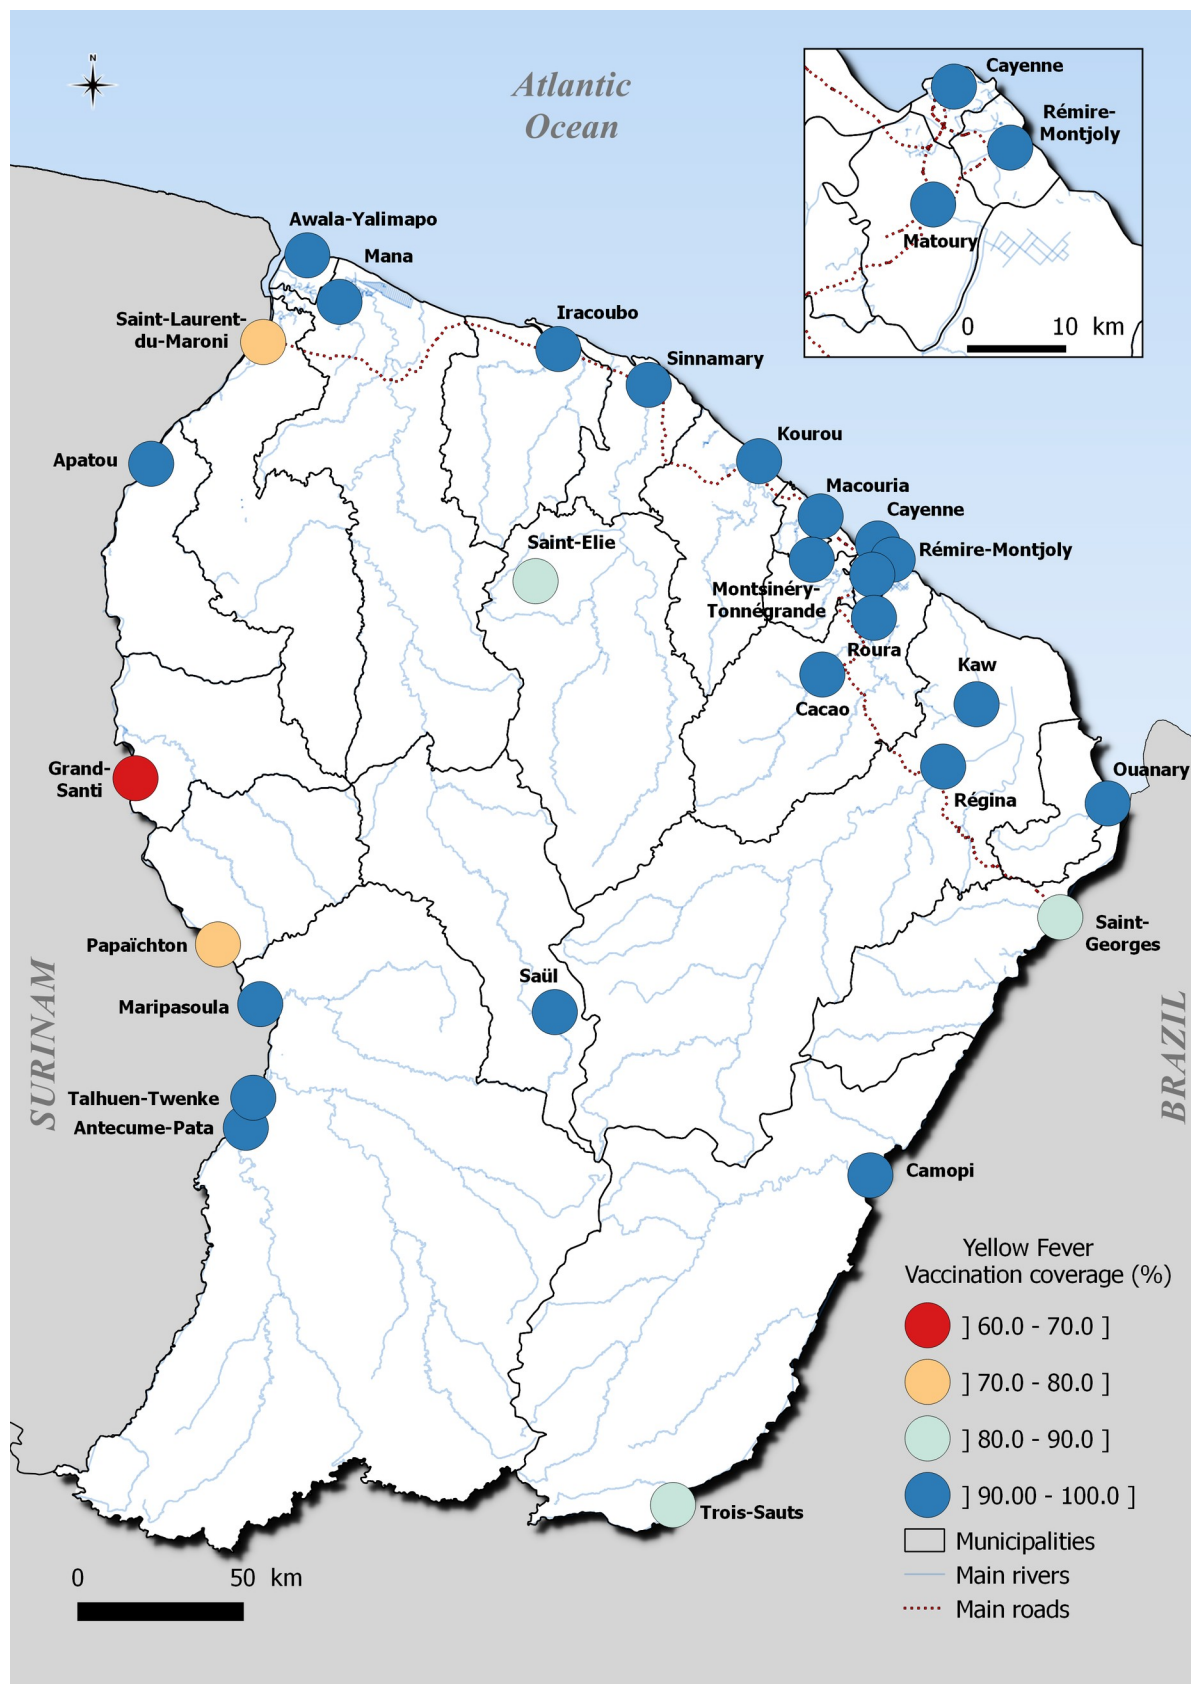 N
Atlantic
Ocean
Cayenne
Rémire-
Montjoly
Matoury
0 10 km
Awala-Yalimapo
Mana
Saint-Laurent-
du-Maroni
Iracoubo
Sinnamary
Apatou
Kourou
Macouria
Cayenne
Saint-Elie
Rémire-Montjoly
Montsinéry-
Tonnégrande
Roura
Kaw
Cacao
Grand-
Santi
Ouanary
Régina
Papaïchton
Saint-
Georges
Saül
Maripasoula
SURINAM
BRAZIL
Talhuen-Twenke
Antecume-Pata
Camopi
Yellow Fever
Vaccination coverage (%)
] 60.0 - 70.0 ]
] 70.0 - 80.0 ]
] 80.0 - 90.0 ]
] 90.00 - 100.0 ]
Trois-Sauts
Municipalities
Main rivers
Main roads
0 50 km